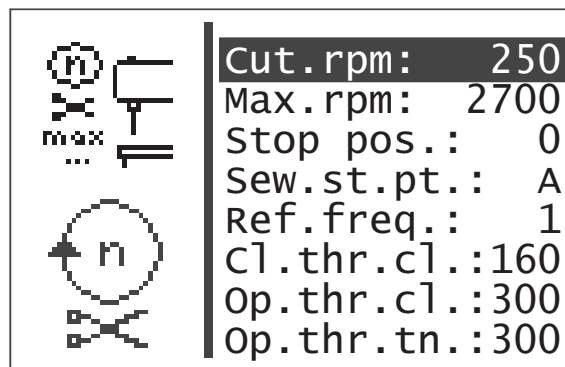 n
max
...
n
Cut.rpm: 250
Max.rpm: 2700
Stop pos.: 0
Sew.st.pt.: A
Ref.freq.: 1
Cl.thr.cl.:160
Op.thr.cl.:300
Op.thr.tn.:300